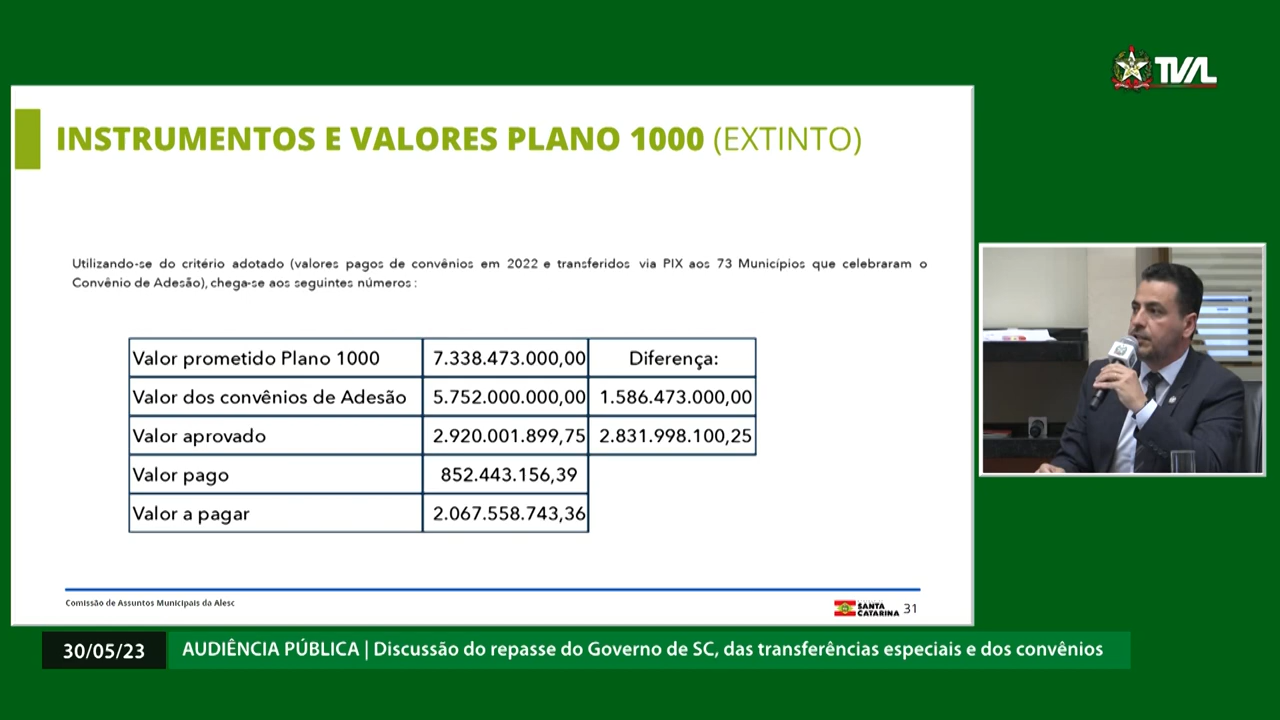 TVAL
INSTRUMENTOS E VALORES PLANO 1000 (EXTINTO)
Utilizando-se do critério adotado (valores pagos de convênios em 2022 e transferidos via PIX aos 73 Municípios que celebraram o
Convênio de Adesão), chega-se aos seguintes números :
Valor prometido Plano 1000 7.338.473.000,00 Diferença:
Valor dos convênios de Adesão 5.752.000.000,00 1.586.473.000,00
Valor aprovado 2.920.001.899,75 2.831.998.100,25
Valor pago 852.443.156,39
Valor a pagar 2.067.558.743,36
Comissão de Assuntos Municipais da Alesc
SANTA
CATARINA 31
30/05/23 AUDIÊNCIA PÚBLICA | Discussão do repasse do Governo de SC, das transferências especiais e dos convênios